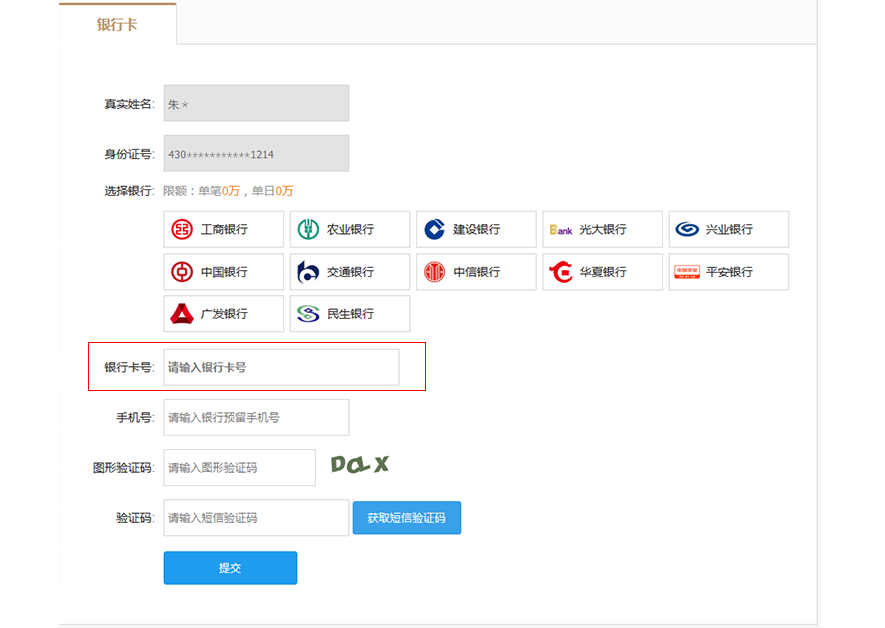 银行卡
真实姓名: 朱 *
身份证号: 430***********1214
选择银行: 限额：单笔0万，单日0万
工商银行 农业银行 建设银行 Bank 光大银行 兴业银行
中国银行 交通银行 中信银行 华夏银行 中国平安 平安银行
广发银行 民生银行
银行卡号: 请输入银行卡号
手机号: 请输入银行预留手机号
图形验证码: 请输入图形验证码
验证码: 请输入短信验证码 获取短信验证码
提交